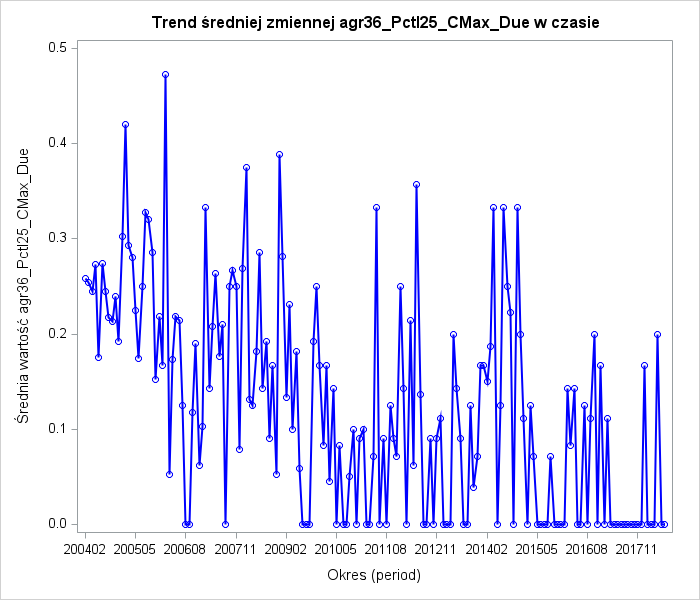 Trend średniej zmiennej agr36_Pctl25_CMax_Due w czasie
Średnia wartość agr36_Pctl25_CMax_Due
0.5
0.4
0.3
0.2
0.1
0.0
200402 200505 200608 200711 200902 201005 201108 201211 201402 201505 201608 201711
Okres (period)